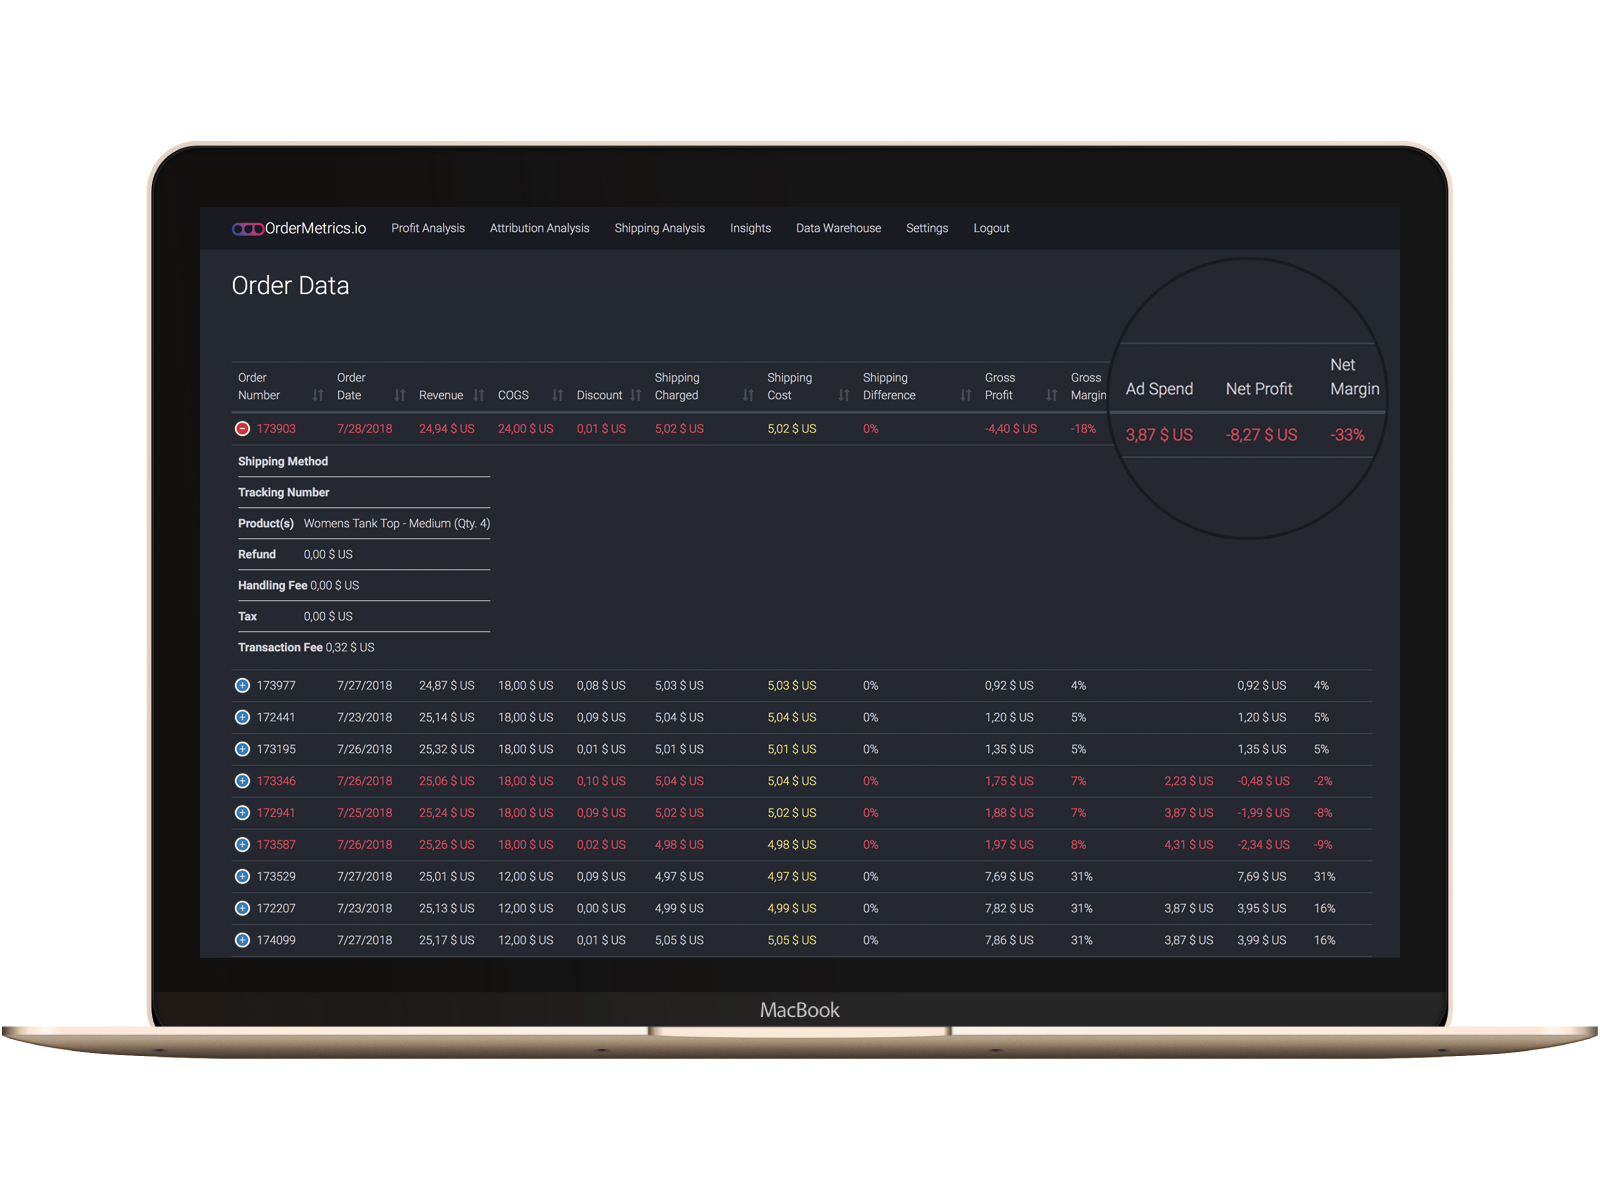 OrderMetrics.io Profit Analysis Attribution Analysis Shipping Analysis Insights Data Warehouse Settings Logout
Order Data
Order Number Order Date Revenue COGS Discount Shipping Charged Shipping Cost Shipping Difference Gross Profit Gross Margin Ad Spend Net Profit Net Margin
173903 7/28/2018 24,94 $ US 24,00 $ US 0,01 $ US 5,02 $ US 5,02 $ US 0% -4,40 $ US -18% 3,87 $ US -8,27 $ US -33%
Shipping Method
Tracking Number
Product(s) Womens Tank Top - Medium (Qty. 4)
Refund 0,00 $ US
Handling Fee 0,00 $ US
Tax 0,00 $ US
Transaction Fee 0,32 $ US
173977 7/27/2018 24,87 $ US 18,00 $ US 0,08 $ US 5,03 $ US 5,03 $ US 0% 0,92 $ US 4% 0,92 $ US 4%
172441 7/23/2018 25,14 $ US 18,00 $ US 0,09 $ US 5,04 $ US 5,04 $ US 0% 1,20 $ US 5% 1,20 $ US 5%
173195 7/26/2018 25,32 $ US 18,00 $ US 0,01 $ US 5,01 $ US 5,01 $ US 0% 1,35 $ US 5% 1,35 $ US 5%
173346 7/26/2018 25,06 $ US 18,00 $ US 0,10 $ US 5,04 $ US 5,04 $ US 0% 1,75 $ US 7% 2,23 $ US -0,48 $ US -2%
172941 7/25/2018 25,24 $ US 18,00 $ US 0,09 $ US 5,02 $ US 5,02 $ US 0% 1,88 $ US 7% 3,87 $ US -1,99 $ US -8%
173587 7/26/2018 25,26 $ US 18,00 $ US 0,02 $ US 4,98 $ US 4,98 $ US 0% 1,97 $ US 8% 4,31 $ US -2,34 $ US -9%
173529 7/27/2018 25,01 $ US 12,00 $ US 0,09 $ US 4,97 $ US 4,97 $ US 0% 7,69 $ US 31% 7,69 $ US 31%
172207 7/23/2018 25,13 $ US 12,00 $ US 0,00 $ US 4,99 $ US 4,99 $ US 0% 7,82 $ US 31% 3,87 $ US 3,95 $ US 16%
174099 7/27/2018 25,17 $ US 12,00 $ US 0,01 $ US 5,05 $ US 5,05 $ US 0% 7,86 $ US 31% 3,87 $ US 3,99 $ US 16%
MacBook